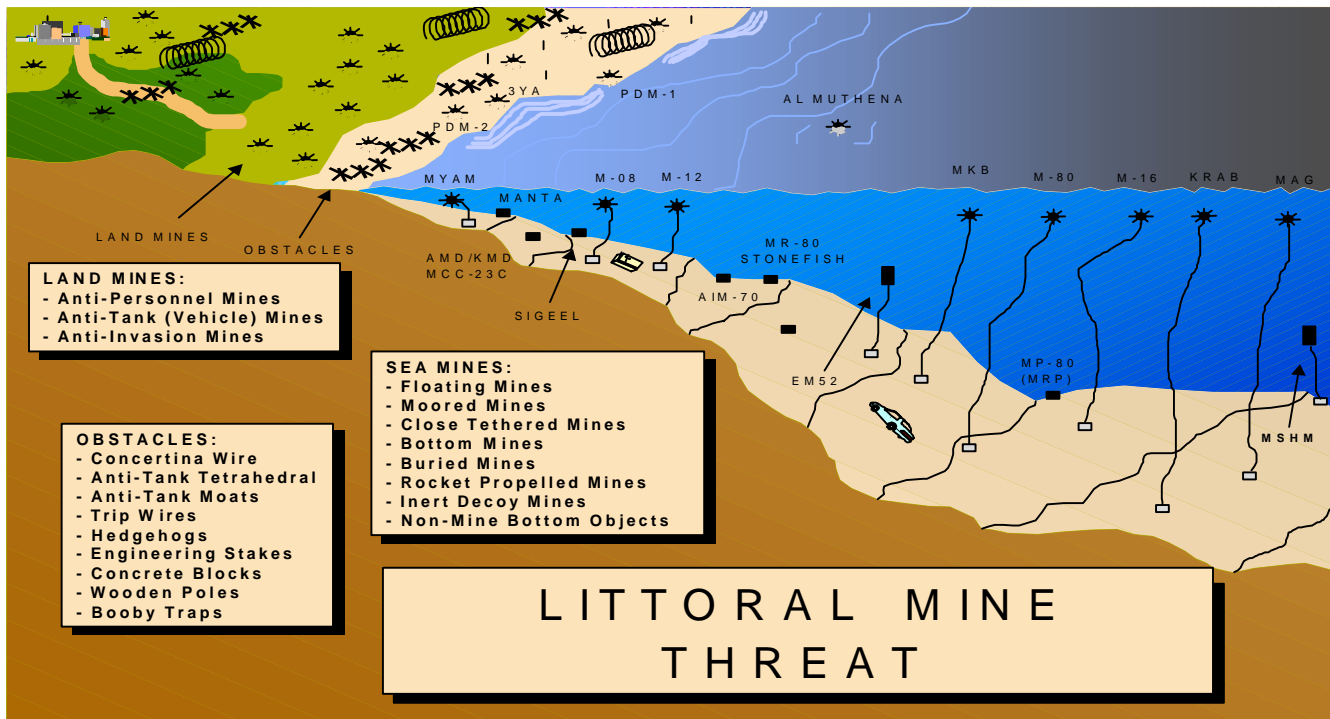 3YA
PDM-1
PDM-2
AL MUTHENA
MYAM
MANTA
M-08
M-12
MKB
M-80
M-16
KRAB
MAG
LAND MINES
OBSTACLES
AMD/KMD
MCC-23C
SIGEEL
MR-80
STONEFISH
AIM-70
EM52
MP-80
(MRP)
MSHM
LAND MINES:
- Anti-Personnel Mines
- Anti-Tank (Vehicle) Mines
- Anti-Invasion Mines
SEA MINES:
- Floating Mines
- Moored Mines
- Close Tethered Mines
- Bottom Mines
- Buried Mines
- Rocket Propelled Mines
- Inert Decoy Mines
- Non-Mine Bottom Objects
OBSTACLES:
- Concertina Wire
- Anti-Tank Tetrahedral
- Anti-Tank Moats
- Trip Wires
- Hedgehogs
- Engineering Stakes
- Concrete Blocks
- Wooden Poles
- Booby Traps
LITTORAL MINE
THREAT